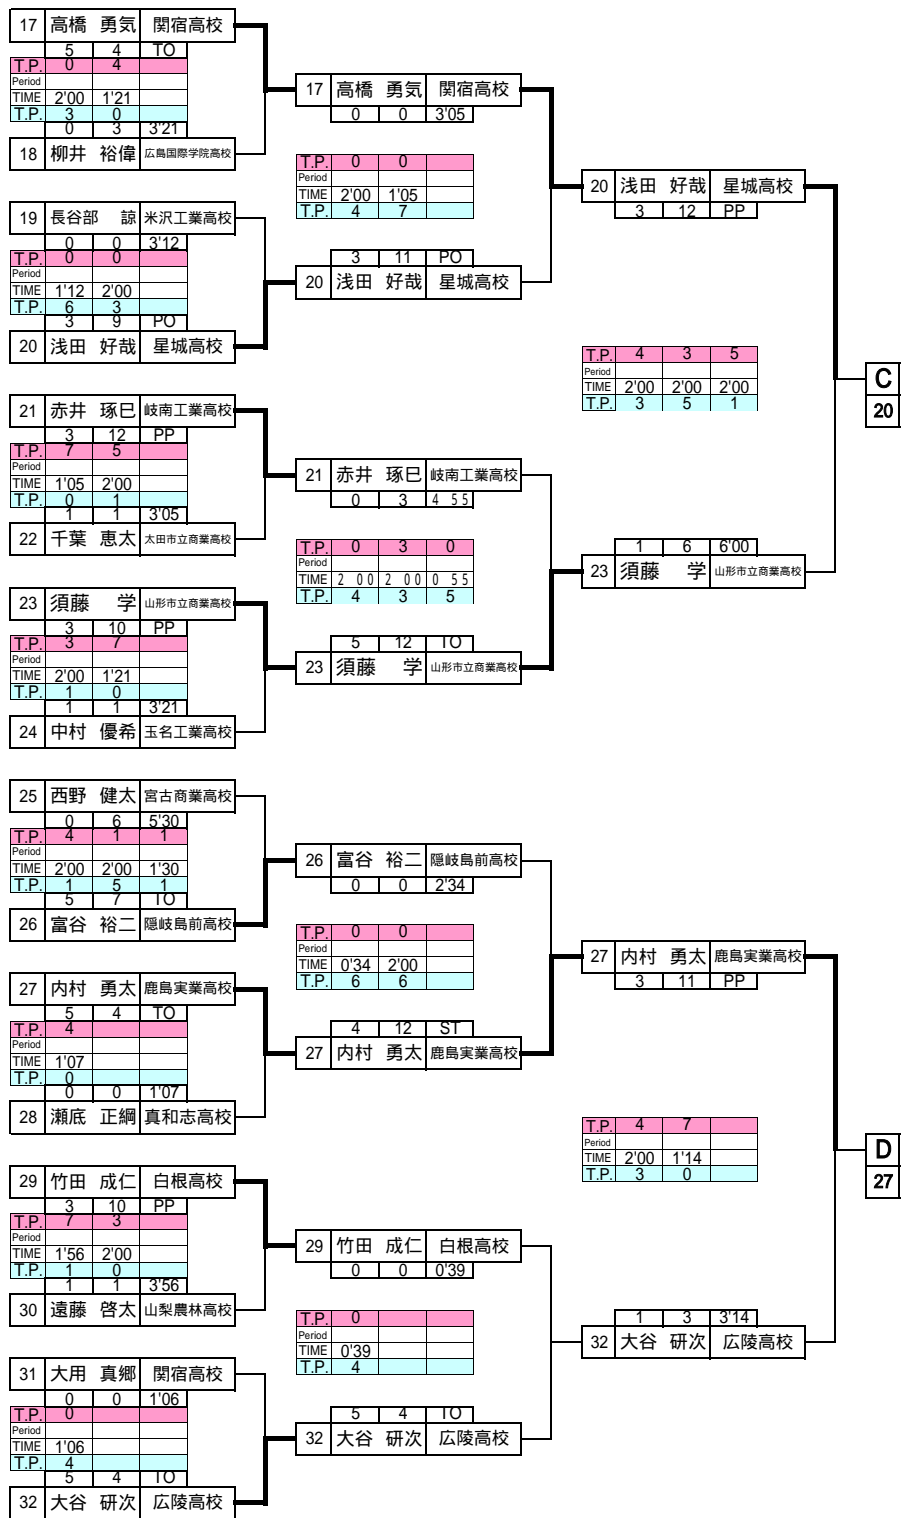 17 高橋 勇気 関宿高校
5 4 TO
T.P. 0 4
Period
TIME 2'00 1'21
T.P. 3 0
0 3 3'21
18 柳井 裕偉 広島国際学院高校
19 長谷部 諒 米沢工業高校
0 0 3'12
T.P. 0 0
Period
TIME 1'12 2'00
T.P. 6 3
3 9 PO
20 浅田 好哉 星城高校
21 赤井 琢巳 岐南工業高校
3 12 PP
T.P. 7 5
Period
TIME 1'05 2'00
T.P. 0 1
1 1 3'05
22 千葉 恵太 太田市立商業高校
23 須藤 学 山形市立商業高校
3 10 PP
T.P. 3 7
Period
TIME 2'00 1'21
T.P. 1 0
1 1 3'21
24 中村 優希 玉名工業高校
25 西野 健太 宮古商業高校
0 6 5'30
T.P. 4 1 1
Period
TIME 2'00 2'00 1'30
T.P. 1 5 1
5 7 TO
26 富谷 裕二 隠岐島前高校
27 内村 勇太 鹿島実業高校
5 4 TO
T.P. 4
Period
TIME 1'07
T.P. 0
0 0 1'07
28 瀬底 正綱 真和志高校
29 竹田 成仁 白根高校
3 10 PP
T.P. 7 3
Period
TIME 1'56 2'00
T.P. 1 0
1 1 3'56
30 遠藤 啓太 山梨農林高校
31 大用 真郷 関宿高校
0 0 1'06
T.P. 0
Period
TIME 1'06
T.P. 4
5 4 TO
32 大谷 研次 広陵高校
17 高橋 勇気 関宿高校
0 0 3'05
T.P. 0 0
Period
TIME 2'00 1'05
T.P. 4 7
3 11 PO
20 浅田 好哉 星城高校
21 赤井 琢巳 岐南工業高校
0 3 4 55
T.P. 0 3 0
Period
TIME 2 00 2 00 0 55
T.P. 4 3 5
5 12 TO
23 須藤 学 山形市立商業高校
26 富谷 裕二 隠岐島前高校
0 0 2'34
T.P. 0 0
Period
TIME 0'34 2'00
T.P. 6 6
4 12 ST
27 内村 勇太 鹿島実業高校
29 竹田 成仁 白根高校
0 0 0'39
T.P. 0
Period
TIME 0'39
T.P. 4
5 4 TO
32 大谷 研次 広陵高校
20 浅田 好哉 星城高校
3 12 PP
T.P. 4 3 5
Period
TIME 2'00 2'00 2'00
T.P. 3 5 1
1 6 6'00
23 須藤 学 山形市立商業高校
27 内村 勇太 鹿島実業高校
3 11 PP
T.P. 4 7
Period
TIME 2'00 1'14
T.P. 3 0
1 3 3'14
32 大谷 研次 広陵高校
C
20
D
27